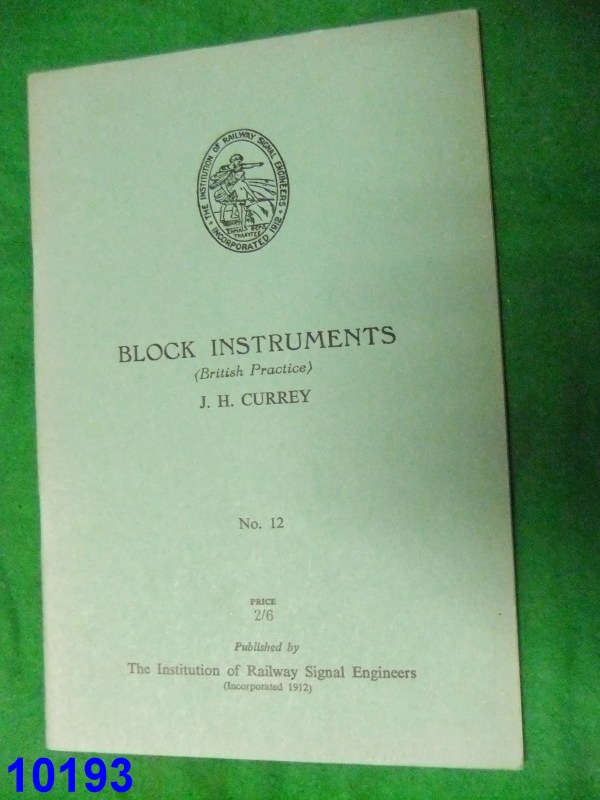 THE INSTITUTION OF RAILWAY SIGNAL ENGINEERS
INCORPORATED 1912
BLOCK INSTRUMENTS
(British Practice)
J. H. CURREY
No. 12
PRICE
2/6
Published by
The Institution of Railway Signal Engineers
(Incorporated 1912)
10193